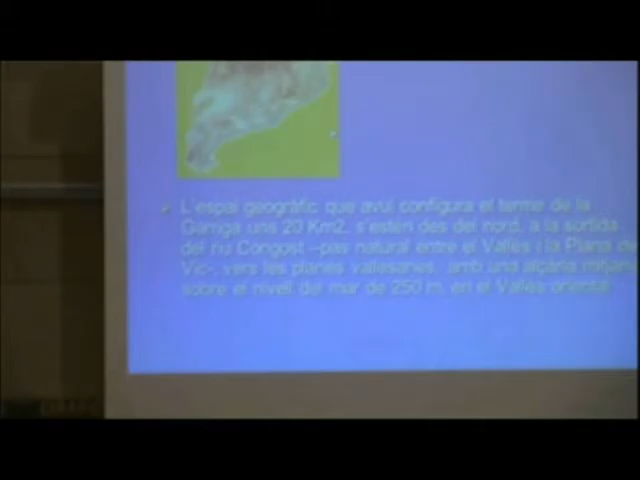 L'espai geogràfic que avui configura el terme de la
Garriga uns 20 Km2, s'estén des del nord, a la sortida
del riu Congost –pas natural entre el Vallès i la Plana de
Vic-, vers les planes vallesanes, amb una alçària mitjana
sobre el nivell del mar de 250 m, en el Vallès oriental